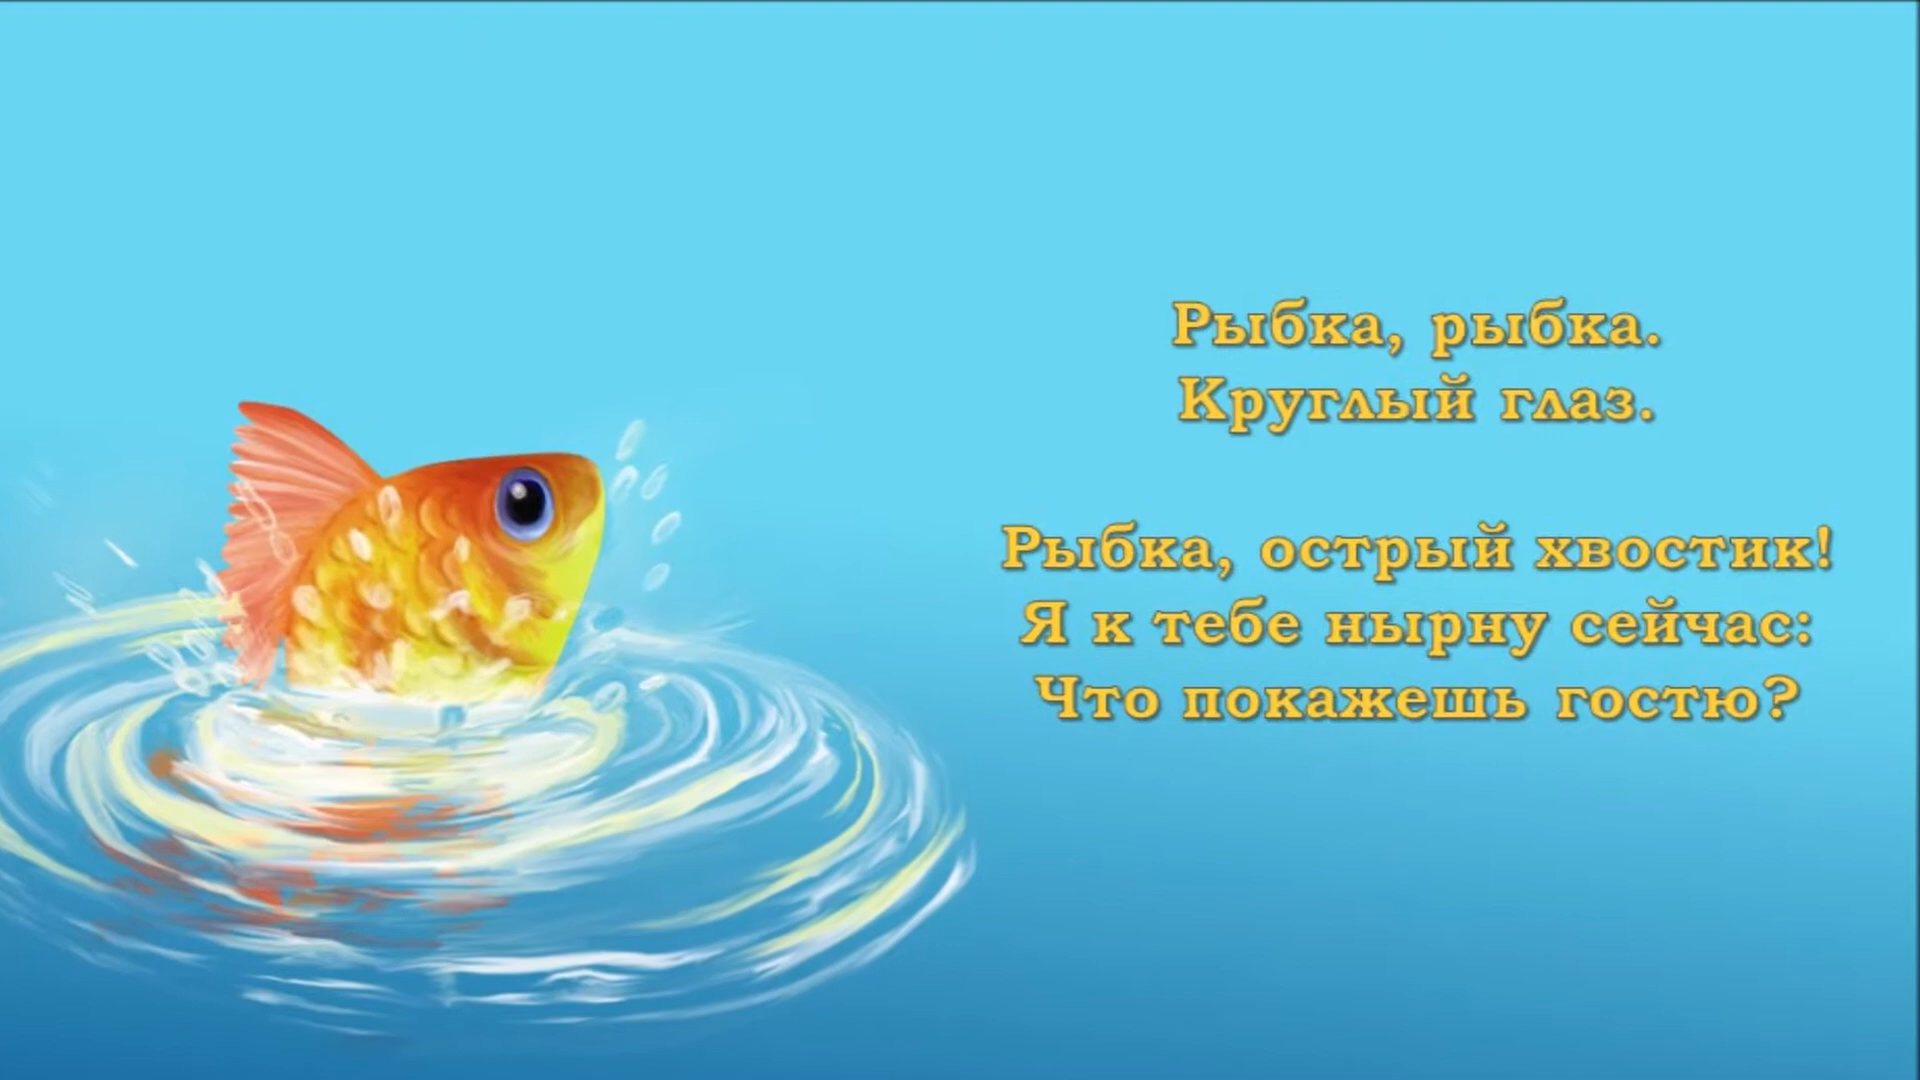 Рыбка, рыбка.
Круглый глаз.
Рыбка, острый хвостик!
Я к тебе нырну сейчас:
Что покажешь гостю?